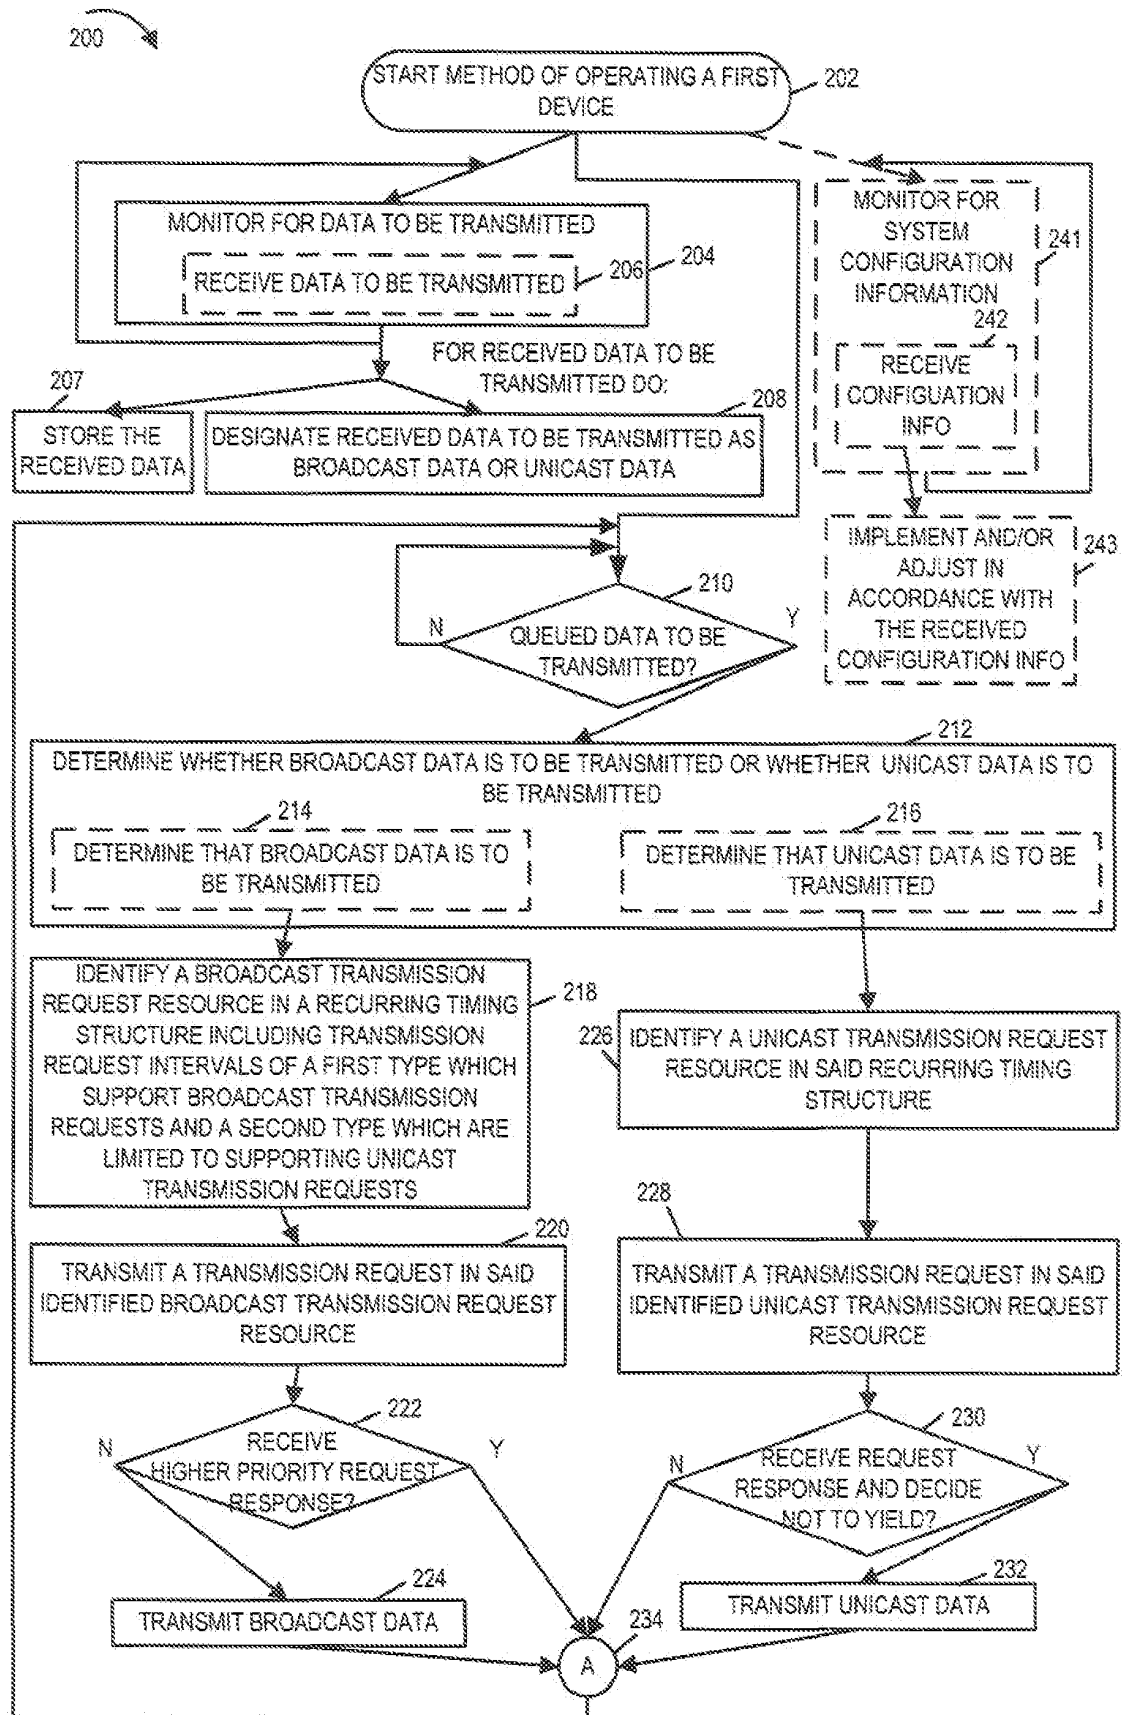 200
START METHOD OF OPERATING A FIRST
DEVICE
202
MONITOR FOR DATA TO BE TRANSMITTED
RECEIVE DATA TO BE TRANSMITTED
206
204
MONITOR FOR
SYSTEM
CONFIGURATION
INFORMATION
241
242
RECEIVE
CONFIGUATION
INFO
FOR RECEIVED DATA TO BE
TRANSMITTED DO:
207
STORE THE
RECEIVED DATA
208
DESIGNATE RECEIVED DATA TO BE TRANSMITTED AS
BROADCAST DATA OR UNICAST DATA
IMPLEMENT AND/OR
ADJUST IN
ACCORDANCE WITH
THE RECEIVED
CONFIGURATION INFO
243
210
N
Y
QUEUED DATA TO BE
TRANSMITTED?
212
DETERMINE WHETHER BROADCAST DATA IS TO BE TRANSMITTED OR WHETHER UNICAST DATA IS TO
BE TRANSMITTED
214
DETERMINE THAT BROADCAST DATA IS TO
BE TRANSMITTED
216
DETERMINE THAT UNICAST DATA IS TO BE
TRANSMITTED
IDENTIFY A BROADCAST TRANSMISSION
REQUEST RESOURCE IN A RECURRING TIMING
STRUCTURE INCLUDING TRANSMISSION
REQUEST INTERVALS OF A FIRST TYPE WHICH
SUPPORT BROADCAST TRANSMISSION
REQUESTS AND A SECOND TYPE WHICH ARE
LIMITED TO SUPPORTING UNICAST
TRANSMISSION REQUESTS
218
226
IDENTIFY A UNICAST TRANSMISSION REQUEST
RESOURCE IN SAID RECURRING TIMING
STRUCTURE
220
TRANSMIT A TRANSMISSION REQUEST IN SAID
IDENTIFIED BROADCAST TRANSMISSION REQUEST
RESOURCE
228
TRANSMIT A TRANSMISSION REQUEST IN SAID
IDENTIFIED UNICAST TRANSMISSION REQUEST
RESOURCE
222
N
Y
RECEIVE
HIGHER PRIORITY REQUEST
RESPONSE?
230
N
Y
RECEIVE REQUEST
RESPONSE AND DECIDE
NOT TO YIELD?
224
TRANSMIT BROADCAST DATA
232
TRANSMIT UNICAST DATA
234
A